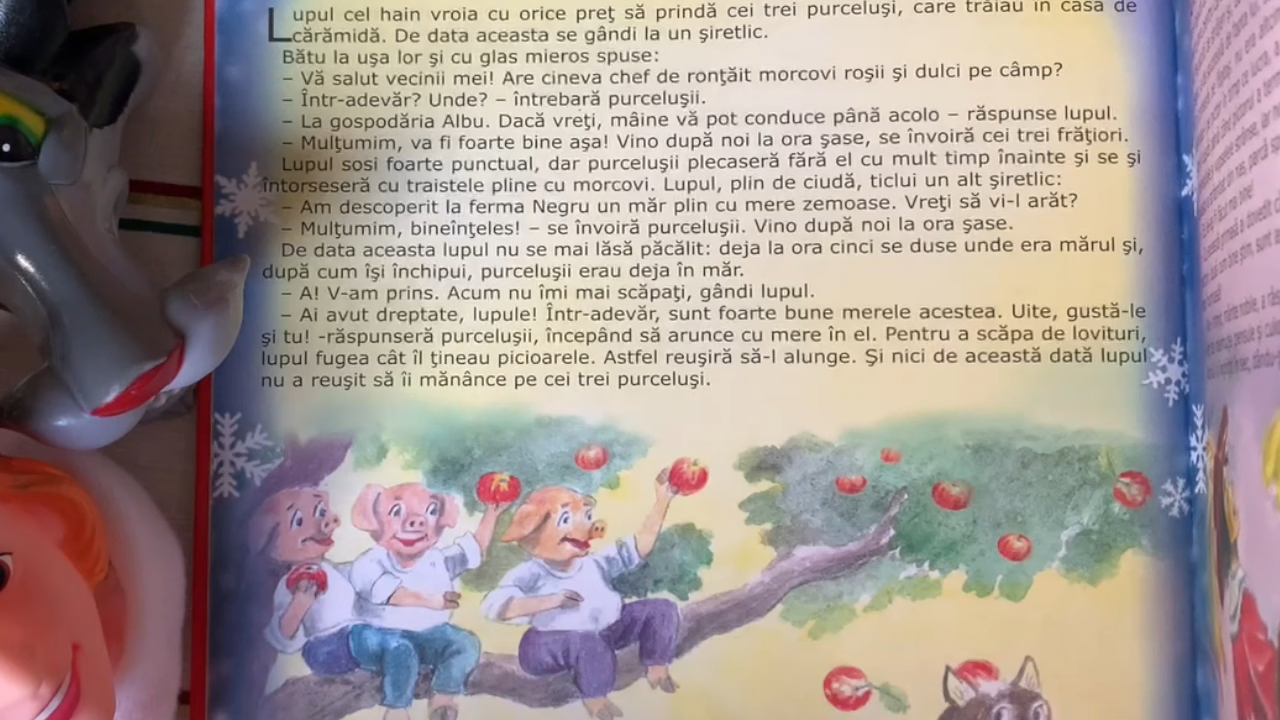 Lupul cel hain vroia cu orice preţ să prindă cei trei purceluşi, care trăiau în casa de
cărămidă. De data aceasta se gândi la un şiretlic.
Bătu la uşa lor şi cu glas mieros spuse:
– Vă salut vecinii mei! Are cineva chef de ronţăit morcovi roşii şi dulci pe câmp?
– Într-adevăr? Unde? – întrebară purceluşii.
– La gospodăria Albu. Dacă vreţi, mâine vă pot conduce până acolo – răspunse lupul.
– Mulţumim, va fi foarte bine aşa! Vino după noi la ora şase, se învoiră cei trei frăţiori.
Lupul sosi foarte punctual, dar purceluşii plecaseră fără el cu mult timp înainte şi se şi
întorseseră cu traistele pline cu morcovi. Lupul, plin de ciudă, ticlui un alt şiretlic:
– Am descoperit la ferma Negru un măr plin cu mere zemoase. Vreţi să vi-l arăt?
– Mulţumim, bineînţeles! – se învoiră purceluşii. Vino după noi la ora şase.
De data aceasta lupul nu se mai lăsă păcălit: deja la ora cinci se duse unde era mărul şi,
după cum îşi închipui, purceluşii erau deja în măr.
– A! V-am prins. Acum nu îmi mai scăpaţi, gândi lupul.
– Ai avut dreptate, lupule! Într-adevăr, sunt foarte bune merele acestea. Uite, gustă-le
şi tu! -răspunseră purceluşii, începând să arunce cu mere în el. Pentru a scăpa de lovituri,
lupul fugea cât îl ţineau picioarele. Astfel reuşiră să-l alunge. Şi nici de această dată lupul
nu a reuşit să îi mănânce pe cei trei purceluşi.